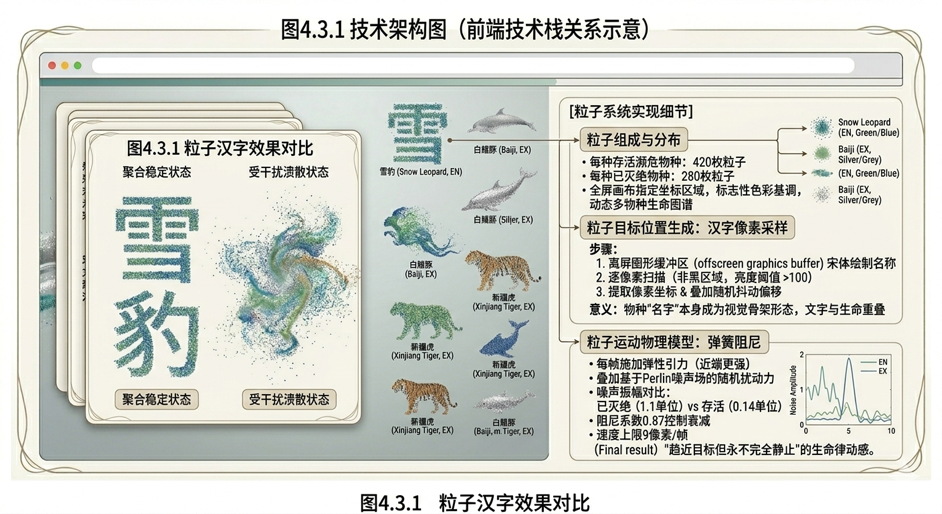 图4.3.1 技术架构图（前端技术栈关系示意）
图4.3.1 粒子汉字效果对比
聚合稳定状态
受干扰溃散状态
雪
豹
聚合稳定状态
受干扰溃散状态
雪
雪豹 (Snow Leopard, EN)
白鱀豚 (Baiji, EX)
白鱀豚
(Baiji, EX)
(Xinjiang Tiger, EX)
(Xinjiang Tiger, EX)
(Xinjiang Tiger, EX)
(Xinjiang Tiger, EX)
(Baiji, m.Tiger, EX)
[粒子系统实现细节]
粒子组成与分布
• 每种存活濒危物种：420枚粒子
• 每种已灭绝物种：280枚粒子
• 全屏画布指定坐标区域，标志性色彩基调，
动态多物种生命图谱
Snow Leopard
(EN, Green/Blue)
Baiji (EX,
Silver/Grey)
(EN, Green/Blue)
Baiji (EX,
Silver/Grey)
粒子目标位置生成：汉字像素采样
步骤：
1. 离屏图形缓冲区 (offscreen graphics buffer) 宋体绘制名称
2. 逐像素扫描（非黑区域，亮度阈值 >100）
3. 提取像素坐标 & 叠加随机抖动偏移
意义：物种“名字”本身成为视觉骨架形态，文字与生命重叠
粒子运动物理模型：弹簧阻尼
• 每帧施加弹性引力（近端更强）
• 叠加基于Perlin噪声场的随机扰动力
• 噪声振幅对比：
已灭绝（1.1单位）vs 存活（0.14单位）
• 阻尼系数0.87控制衰减
• 速度上限9像素/帧
（Final result）“趋近目标但永不完全静止”的生命律动感。
Noise Amplitude
2
1
0
0
5
10
EN
EX
图4.3.1 粒子汉字效果对比